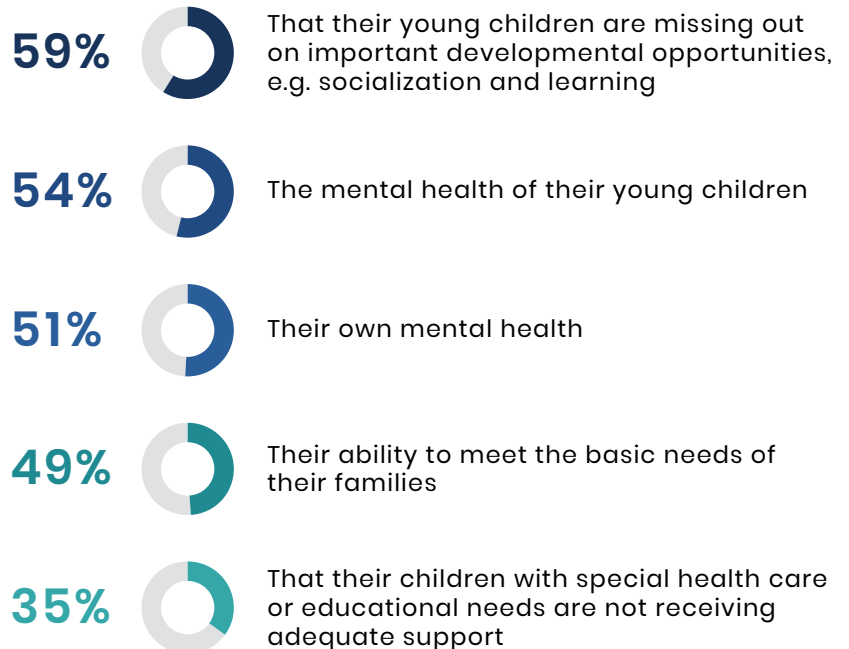 59%
That their young children are missing out
on important developmental opportunities,
e.g. socialization and learning
54%
The mental health of their young children
51%
Their own mental health
49%
Their ability to meet the basic needs of
their families
35%
That their children with special health care
or educational needs are not receiving
adequate support